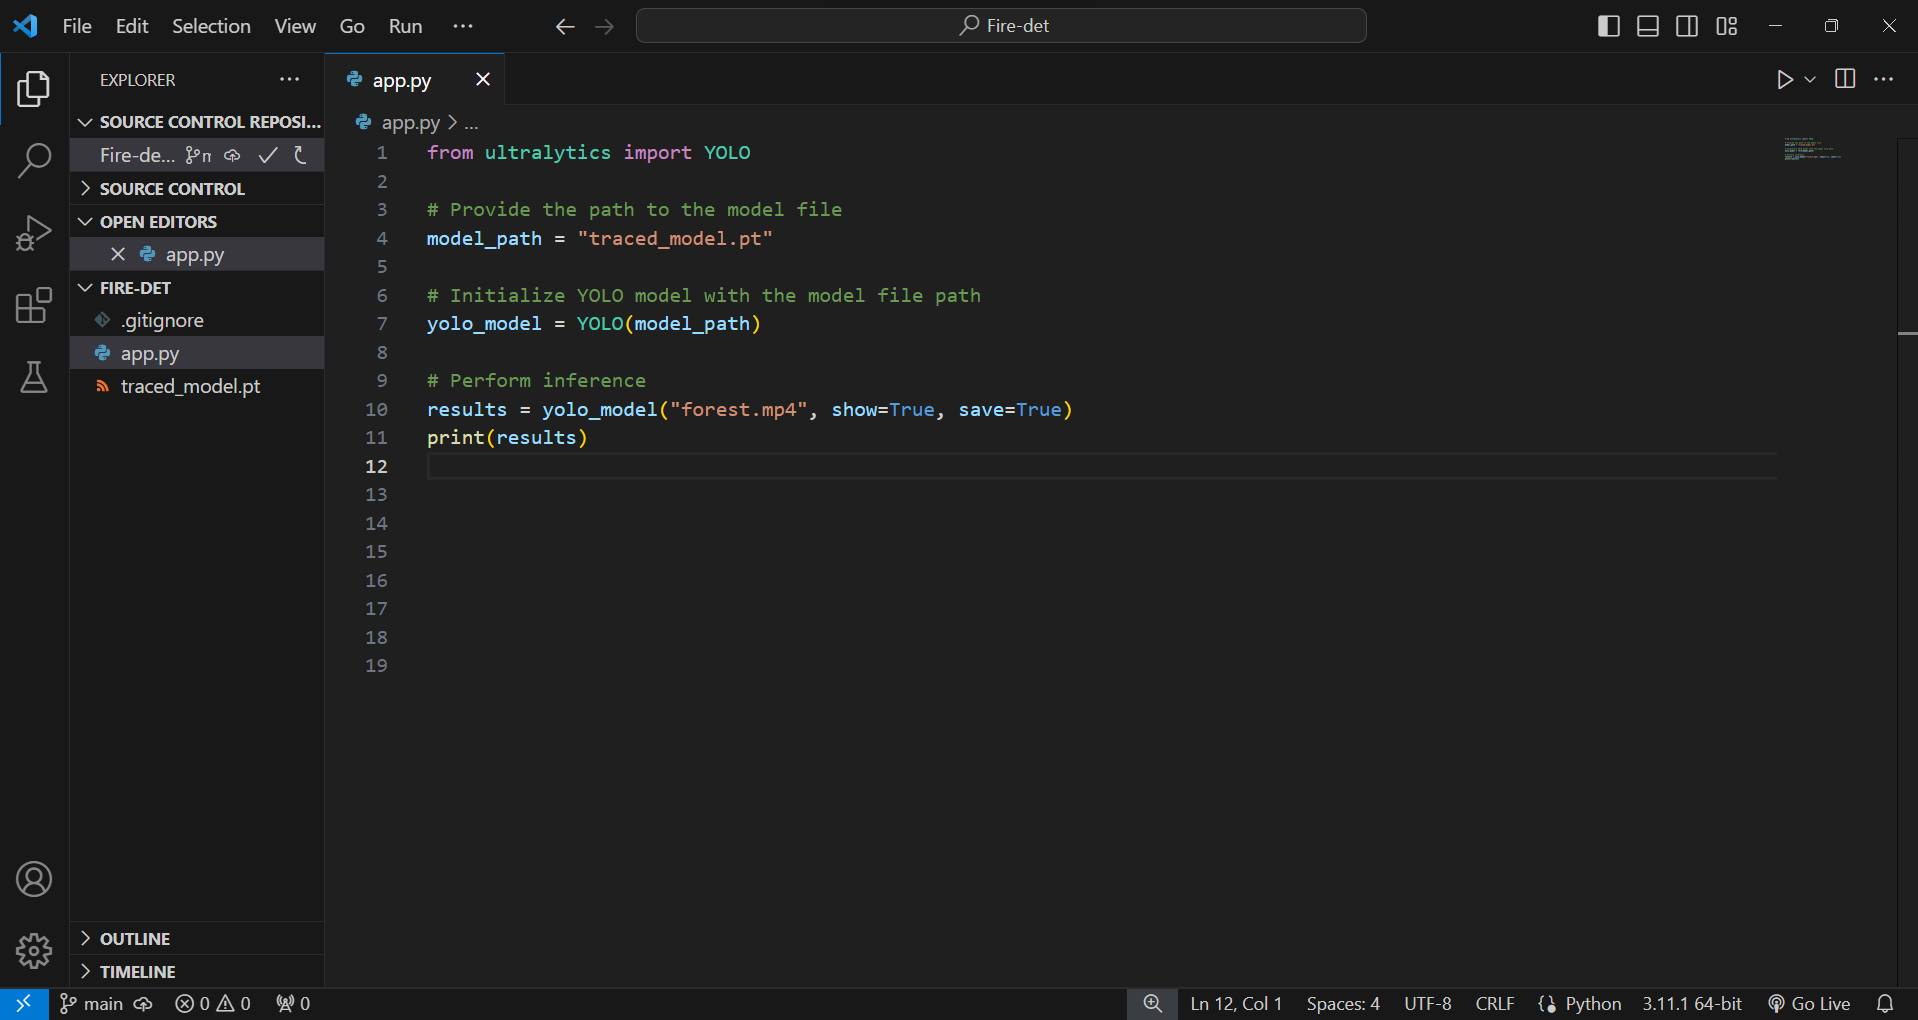 File Edit Selection View Go Run ···
Fire-det
EXPLORER ···
app.py
SOURCE CONTROL REPOSI...
Fire-de...
SOURCE CONTROL
OPEN EDITORS
app.py
FIRE-DET
.gitignore
app.py
traced_model.pt
OUTLINE
TIMELINE
app.py > ...
1 from ultralytics import YOLO
2
3 # Provide the path to the model file
4 model_path = "traced_model.pt"
5
6 # Initialize YOLO model with the model file path
7 yolo_model = YOLO(model_path)
8
9 # Perform inference
10 results = yolo_model("forest.mp4", show=True, save=True)
11 print(results)
12
13
14
15
16
17
18
19
main 0 0 0 Ln 12, Col 1 Spaces: 4 UTF-8 CRLF Python 3.11.1 64-bit Go Live